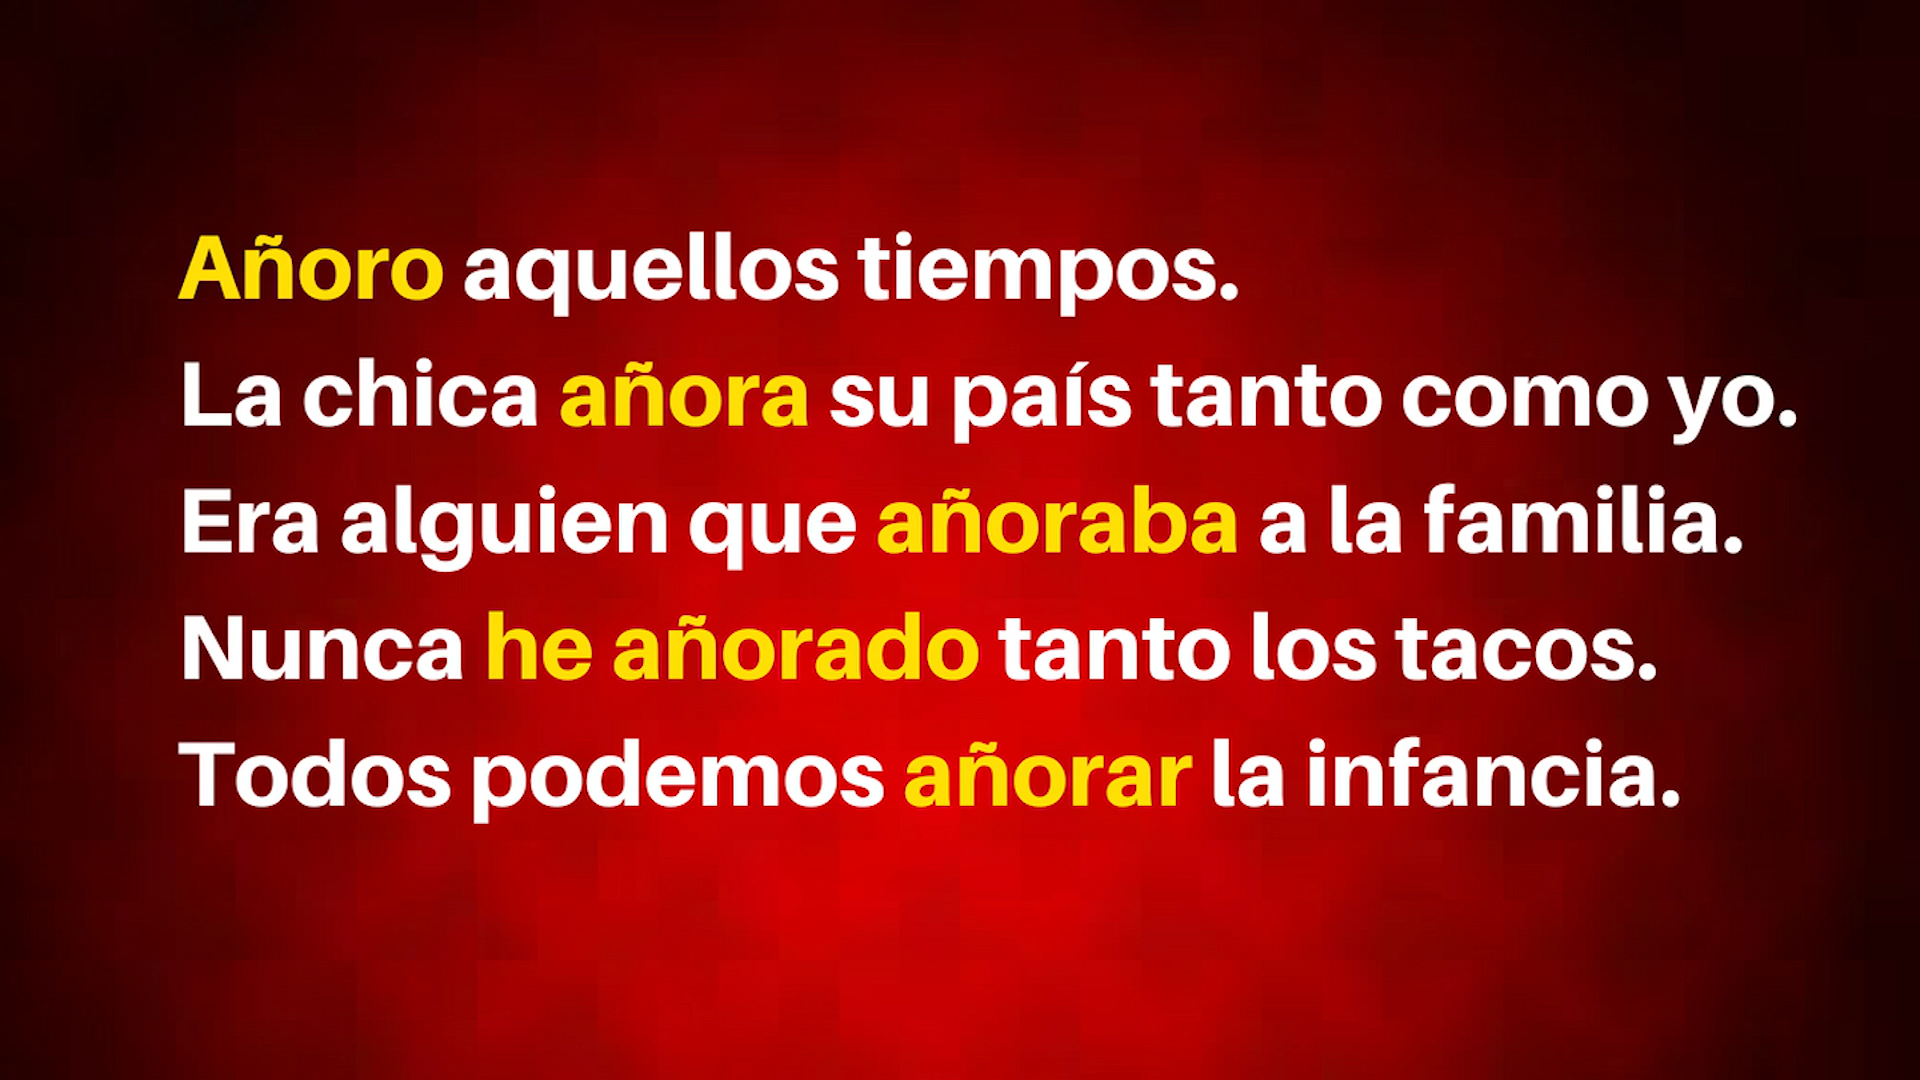 Añoro aquellos tiempos.
La chica añora su país tanto como yo.
Era alguien que añoraba a la familia.
Nunca he añorado tanto los tacos.
Todos podemos añorar la infancia.